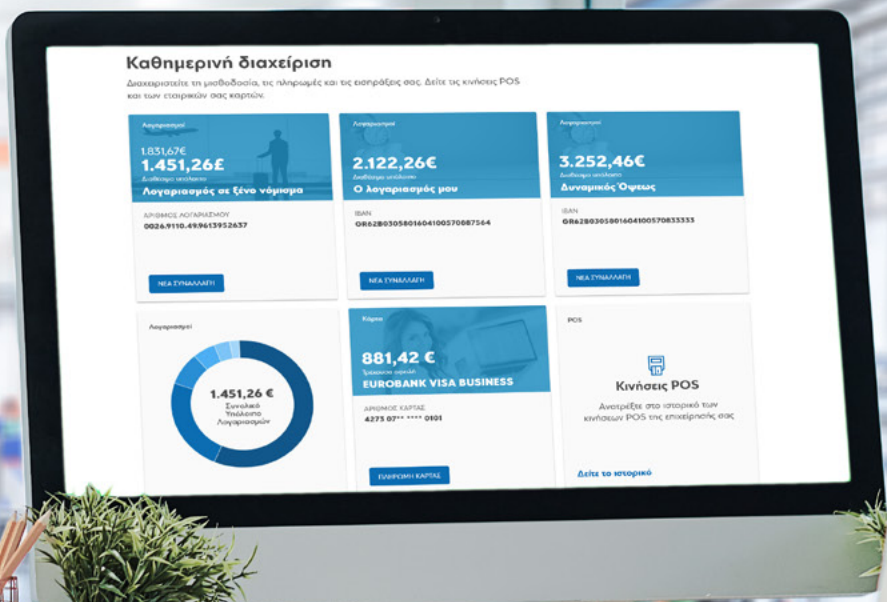 Καθημερινή διαχείριση
Διαχειριστείτε τη μισθοδοσία, τις πληρωμές και τις εισπράξεις σας. Δείτε τις κινήσεις POS
και των εταιρικών σας καρτών.
Λογαριασμοί
1.831,67€
1.451,26£
Διαθέσιμο υπόλοιπο
Λογαριασμός σε ξένο νόμισμα
ΑΡΙΘΜΟΣ ΛΟΓΑΡΙΑΣΜΟΥ
0026.9110.49.9613952637
ΝΕΑ ΣΥΝΑΛΛΑΓΗ
Λογαριασμοί
2.122,26€
Διαθέσιμο υπόλοιπο
Ο λογαριασμός μου
IBAN
GR62B0305801604100570887564
ΝΕΑ ΣΥΝΑΛΛΑΓΗ
Λογαριασμοί
3.252,46€
Διαθέσιμο υπόλοιπο
Δυναμικός Όψεως
IBAN
GR62B0305801604100570833333
ΝΕΑ ΣΥΝΑΛΛΑΓΗ
Λογαριασμοί
1.451,26 €
Συνολικό
Υπόλοιπο
Λογαριασμών
Κάρτα
881,42 €
Τρέχουσα οφειλή
EUROBANK VISA BUSINESS
ΑΡΙΘΜΟΣ ΚΑΡΤΑΣ
4273 07** **** 0101
ΠΛΗΡΩΜΗ ΚΑΡΤΑΣ
POS
Κινήσεις POS
Ανατρέξτε στο ιστορικό των
κινήσεων POS της επιχείρησής σας
Δείτε το ιστορικό